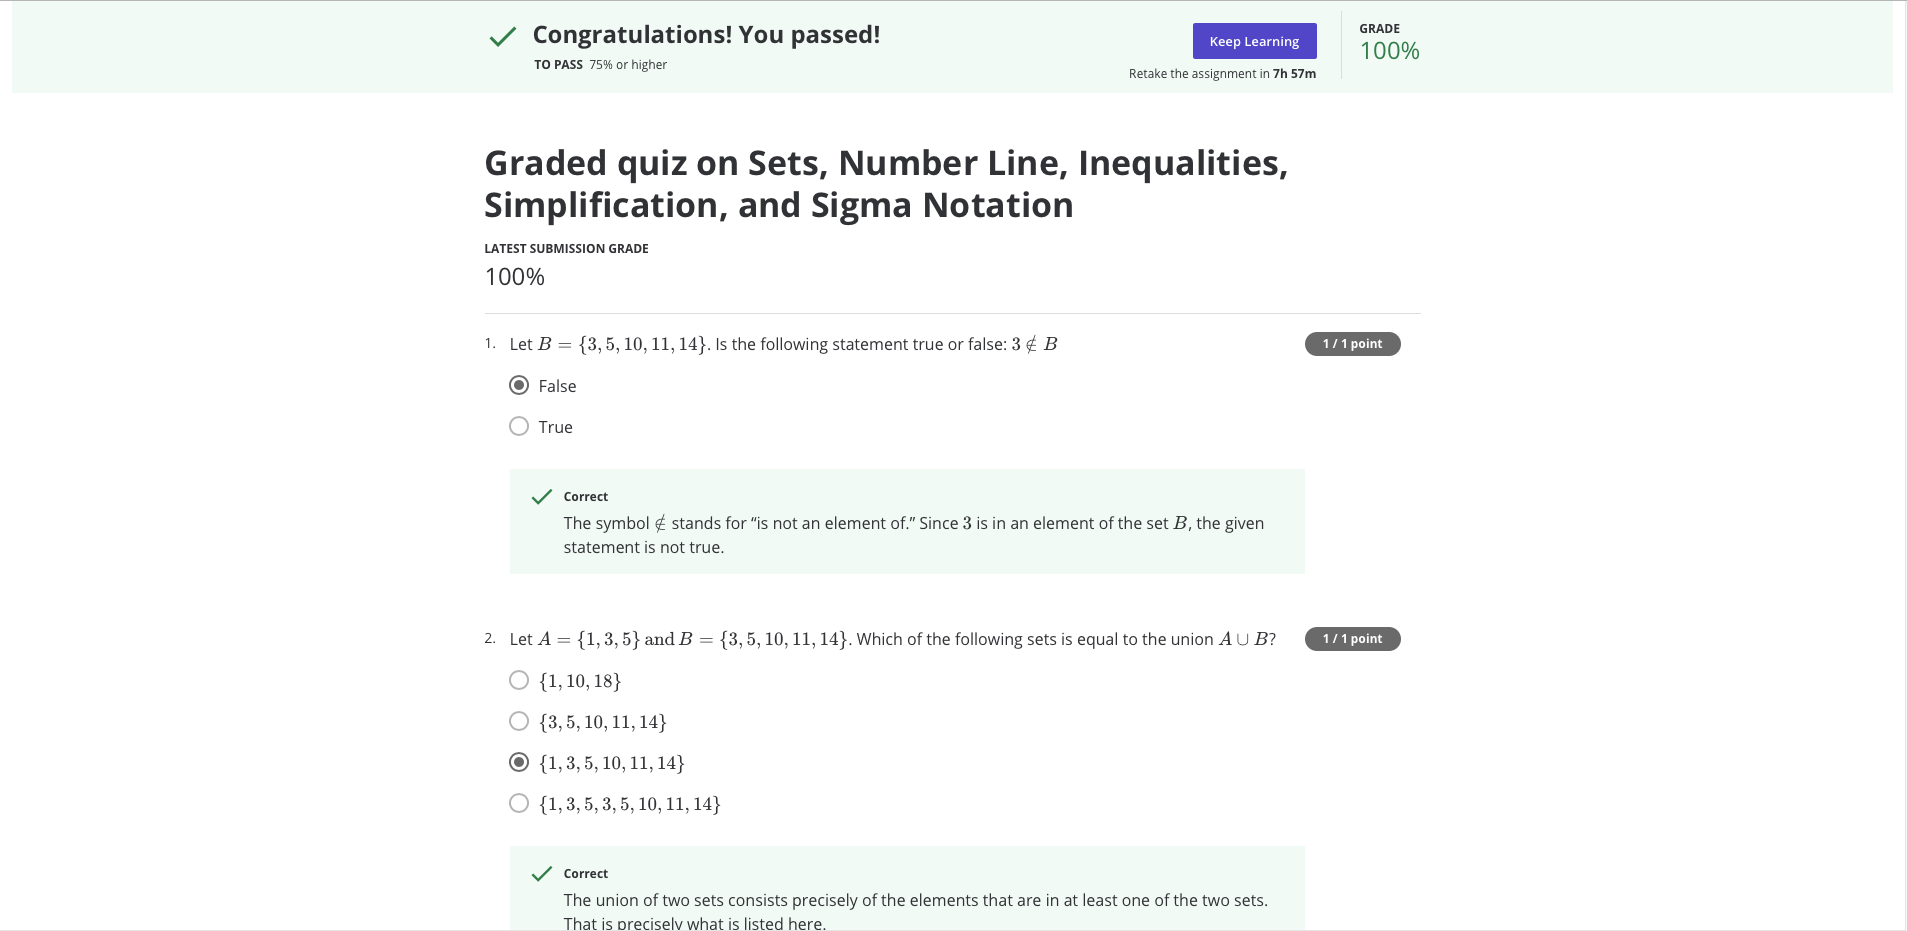 Congratulations! You passed!
TO PASS 75% or higher
Keep Learning
Retake the assignment in 7h 57m
GRADE
100%
Graded quiz on Sets, Number Line, Inequalities,
Simplification, and Sigma Notation
LATEST SUBMISSION GRADE
100%
1. Let B = {3, 5, 10, 11, 14}. Is the following statement true or false: 3 ∉ B
1 / 1 point
False
True
Correct
The symbol ∉ stands for “is not an element of.” Since 3 is in an element of the set B, the given
statement is not true.
2. Let A = {1, 3, 5} and B = {3, 5, 10, 11, 14}. Which of the following sets is equal to the union A ∪ B?
1 / 1 point
{1, 10, 18}
{3, 5, 10, 11, 14}
{1, 3, 5, 10, 11, 14}
{1, 3, 5, 3, 5, 10, 11, 14}
Correct
The union of two sets consists precisely of the elements that are in at least one of the two sets.
That is precisely what is listed here.